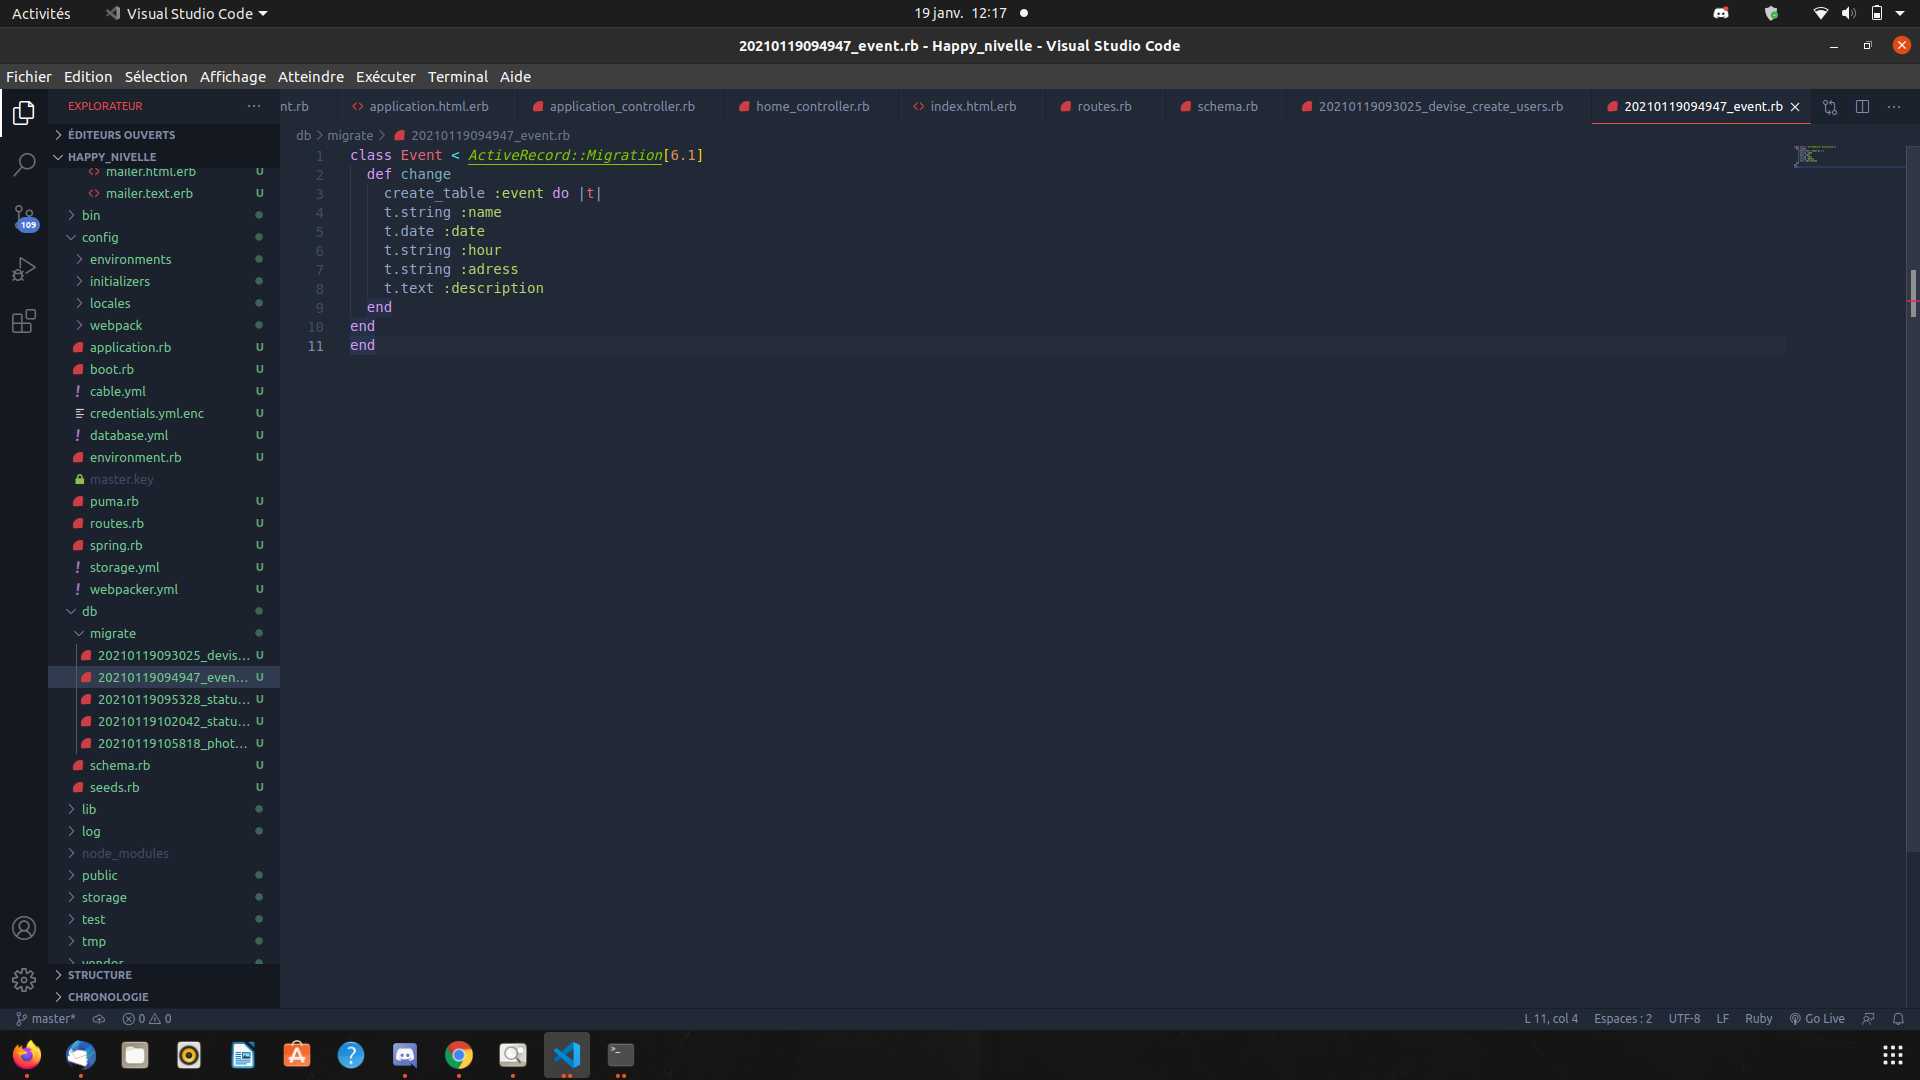 Activités
Visual Studio Code
19 janv. 12:17
20210119094947_event.rb - Happy_nivelle - Visual Studio Code
Fichier Edition Sélection Affichage Atteindre Exécuter Terminal Aide
EXPLORATEUR
nt.rb
application.html.erb
application_controller.rb
home_controller.rb
index.html.erb
routes.rb
schema.rb
20210119093025_devise_create_users.rb
20210119094947_event.rb
ÉDITEURS OUVERTS
HAPPY_NIVELLE
mailer.html.erb U
mailer.text.erb U
bin
config
environments
initializers
locales
webpack
application.rb U
boot.rb U
cable.yml U
credentials.yml.enc U
database.yml U
environment.rb U
master.key
puma.rb U
routes.rb U
spring.rb U
storage.yml U
webpacker.yml U
db
migrate
20210119093025_devis... U
20210119094947_even... U
20210119095328_statu... U
20210119102042_statu... U
20210119105818_phot... U
schema.rb U
seeds.rb U
lib
log
node_modules
public
storage
test
tmp
vendor
STRUCTURE
CHRONOLOGIE
109
db > migrate > 20210119094947_event.rb
1 class Event < ActiveRecord::Migration[6.1]
2 def change
3 create_table :event do |t|
4 t.string :name
5 t.date :date
6 t.string :hour
7 t.string :adress
8 t.text :description
9 end
10 end
11 end
master*
0
0
L 11, col 4
Espaces : 2
UTF-8
LF
Ruby
Go Live